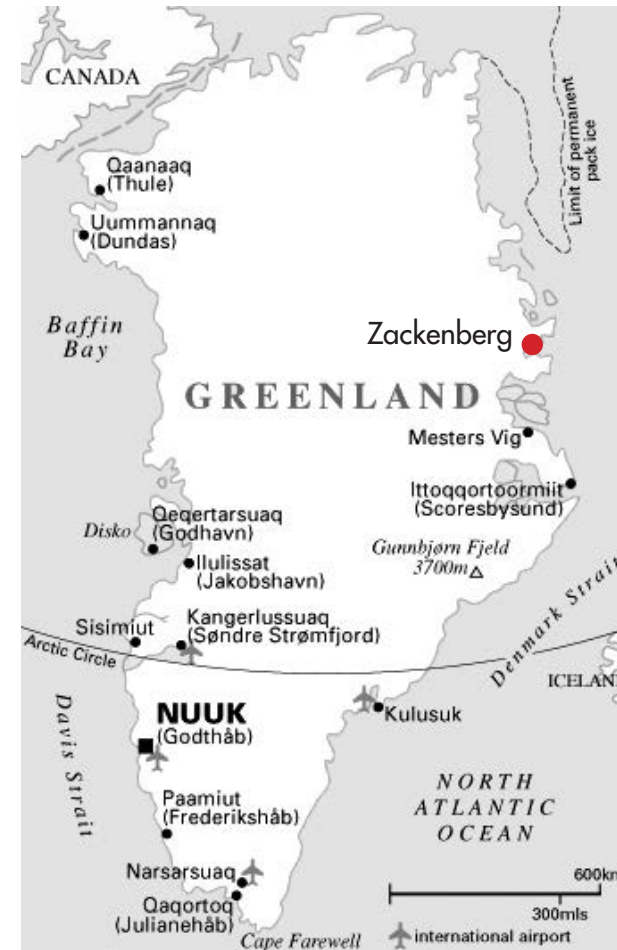 CANADA
Limit of permanent
pack ice
Qaanaaq
(Thule)
Uummannaq
(Dundas)
Baffin
Bay
Zackenberg
GREENLAND
Mesters Vig
Ittoqqortoormiit
(Scoresbysund)
Qeqertarsuaq
(Godhavn)
Disko
Ilulissat
(Jakobshavn)
Gunnbjørn Fjeld
3700m
Denmark Strait
Sisimiut
Kangerlussuaq
(Søndre Strømfjord)
Arctic Circle
ICELAN
Davis Strait
NUUK
(Godthåb)
Kulusuk
Paamiut
(Frederikshåb)
NORTH
ATLANTIC
OCEAN
Narsarsuaq
Qaqortoq
(Julianehåb)
Cape Farewell
600km
300mls
international airport